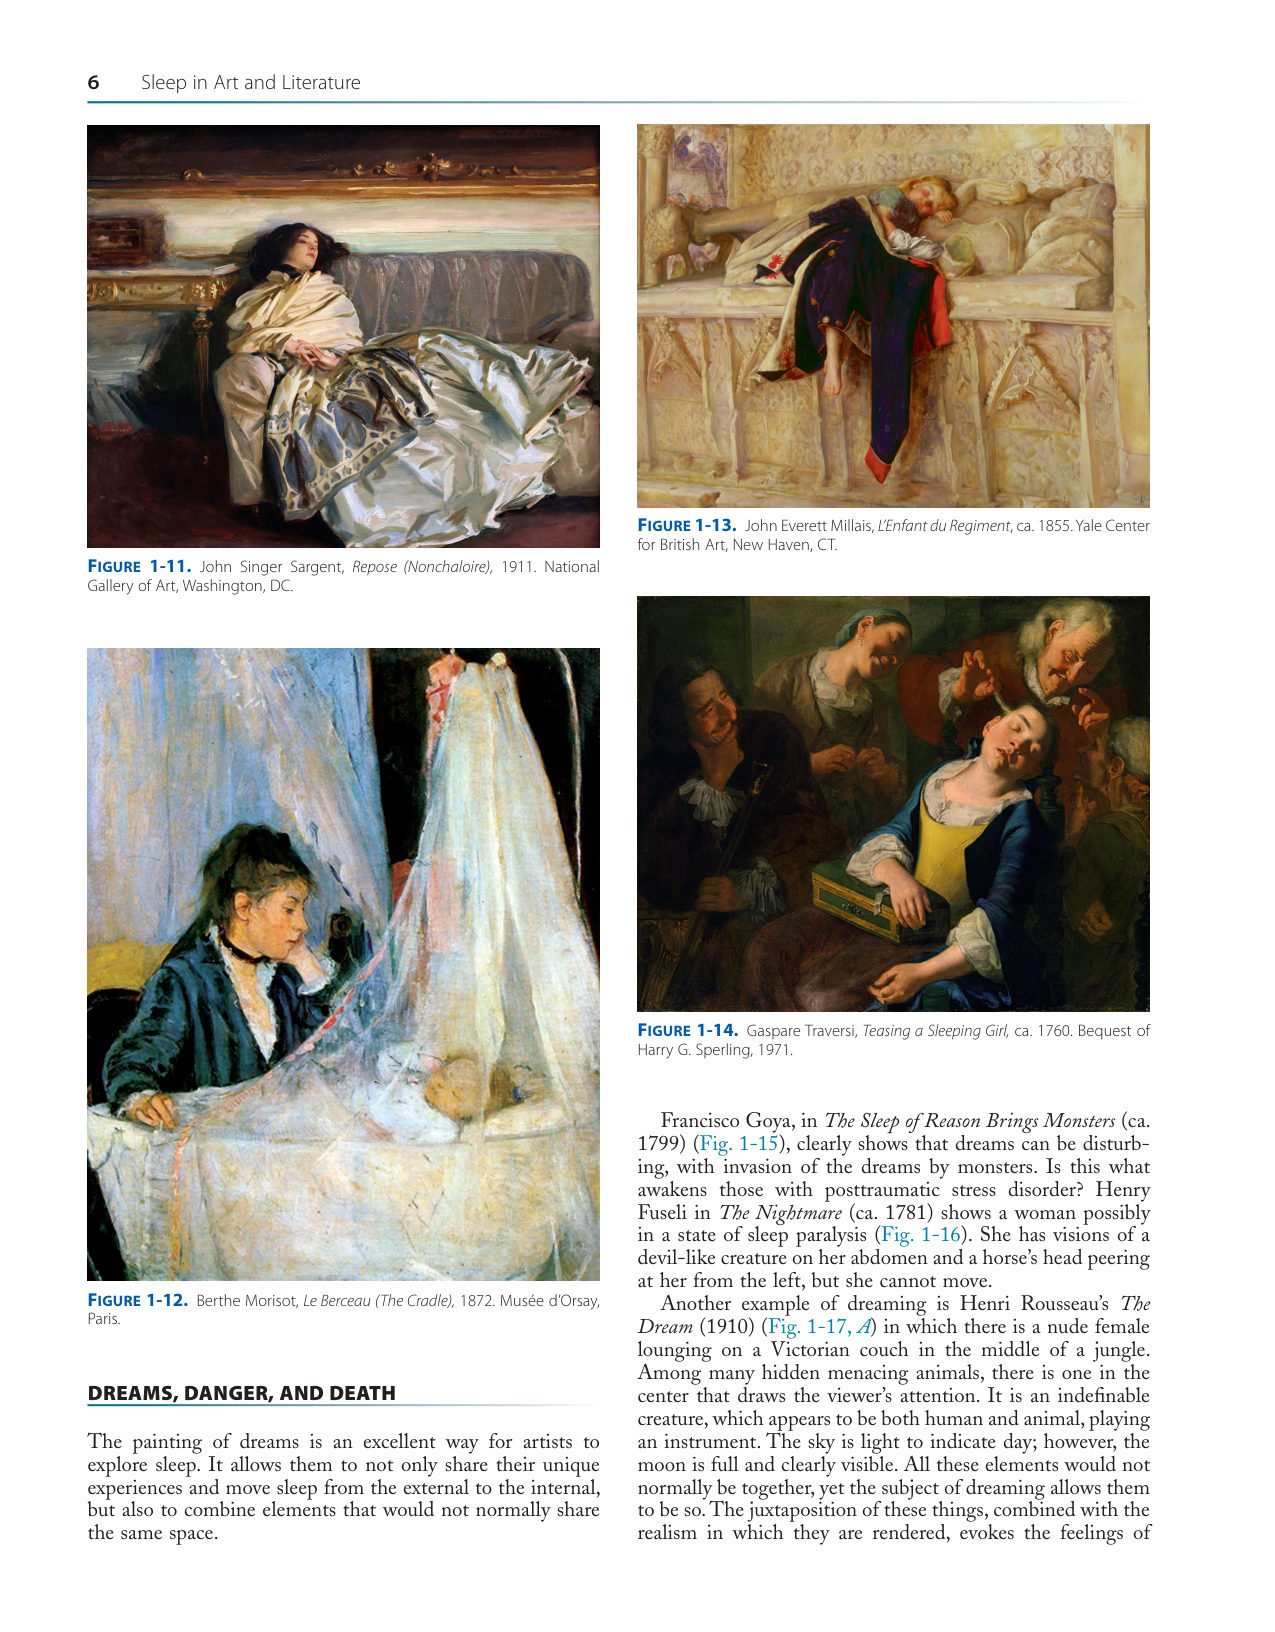 6 Sleep in Art and Literature
FIGURE 1-11. John Singer Sargent, Repose (Nonchaloire), 1911. National
Gallery of Art, Washington, DC.
FIGURE 1-12. Berthe Morisot, Le Berceau (The Cradle), 1872. Musée d’Orsay,
Paris.
DREAMS, DANGER, AND DEATH
The painting of dreams is an excellent way for artists to
explore sleep. It allows them to not only share their unique
experiences and move sleep from the external to the internal,
but also to combine elements that would not normally share
the same space.
FIGURE 1-13. John Everett Millais, L’Enfant du Regiment, ca. 1855. Yale Center
for British Art, New Haven, CT.
FIGURE 1-14. Gaspare Traversi, Teasing a Sleeping Girl, ca. 1760. Bequest of
Harry G. Sperling, 1971.
Francisco Goya, in The Sleep of Reason Brings Monsters (ca.
1799) (Fig. 1-15), clearly shows that dreams can be disturb-
ing, with invasion of the dreams by monsters. Is this what
awakens those with posttraumatic stress disorder? Henry
Fuseli in The Nightmare (ca. 1781) shows a woman possibly
in a state of sleep paralysis (Fig. 1-16). She has visions of a
devil-like creature on her abdomen and a horse’s head peering
at her from the left, but she cannot move.
Another example of dreaming is Henri Rousseau’s The
Dream (1910) (Fig. 1-17, A) in which there is a nude female
lounging on a Victorian couch in the middle of a jungle.
Among many hidden menacing animals, there is one in the
center that draws the viewer’s attention. It is an indefinable
creature, which appears to be both human and animal, playing
an instrument. The sky is light to indicate day; however, the
moon is full and clearly visible. All these elements would not
normally be together, yet the subject of dreaming allows them
to be so. The juxtaposition of these things, combined with the
realism in which they are rendered, evokes the feelings of